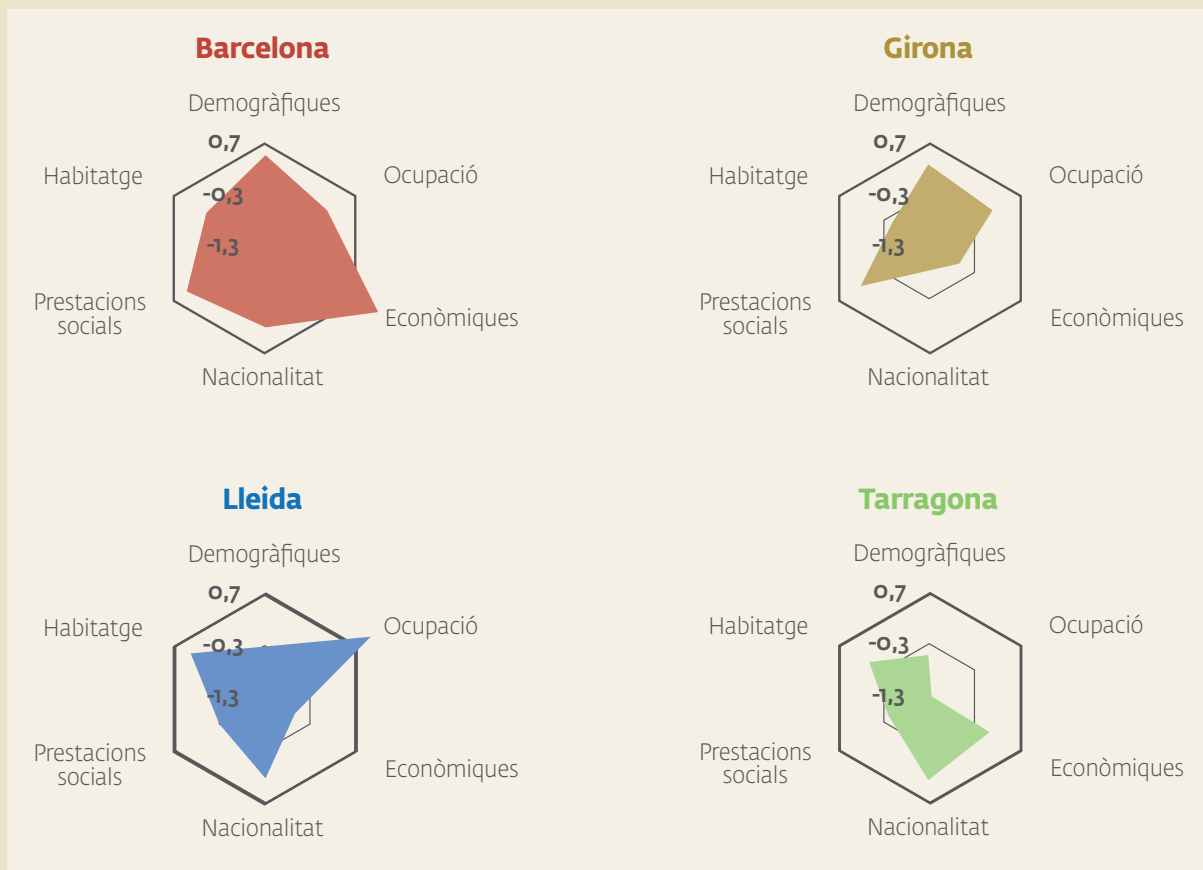 Barcelona
Demogràfiques
0,7
Habitatge
Ocupació
-0,3
-1,3
Prestacions
socials
Econòmiques
Nacionalitat
Girona
Demogràfiques
0,7
Habitatge
Ocupació
-0,3
-1,3
Prestacions
socials
Econòmiques
Nacionalitat
Lleida
Demogràfiques
0,7
Habitatge
Ocupació
-0,3
-1,3
Prestacions
socials
Econòmiques
Nacionalitat
Tarragona
Demogràfiques
0,7
Habitatge
Ocupació
-0,3
-1,3
Prestacions
socials
Econòmiques
Nacionalitat